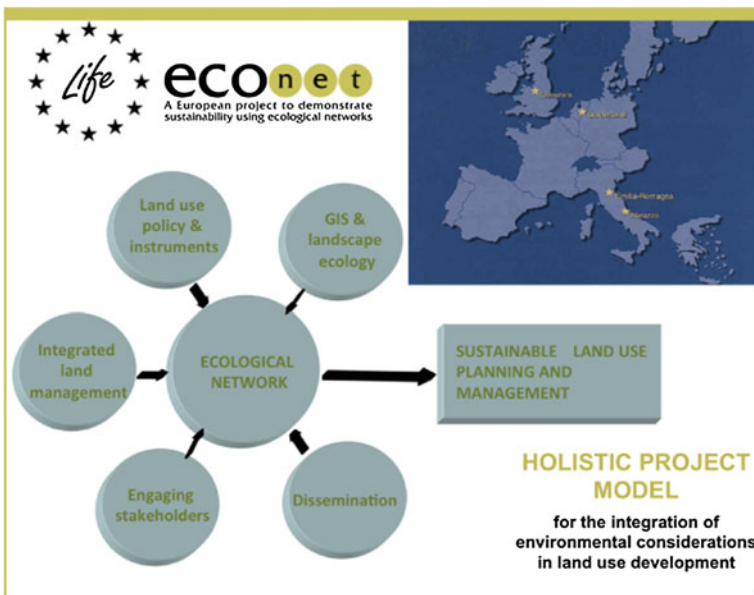 Life
econet
A European project to demonstrate
sustainability using ecological networks
Emilia-Romagna
Abruzzo
Land use
policy &
instruments
GIS &
landscape
ecology
Integrated
land
management
ECOLOGICAL
NETWORK
SUSTAINABLE LAND USE
PLANNING AND
MANAGEMENT
Engaging
stakeholders
Dissemination
HOLISTIC PROJECT
MODEL
for the integration of
environmental considerations
in land use development